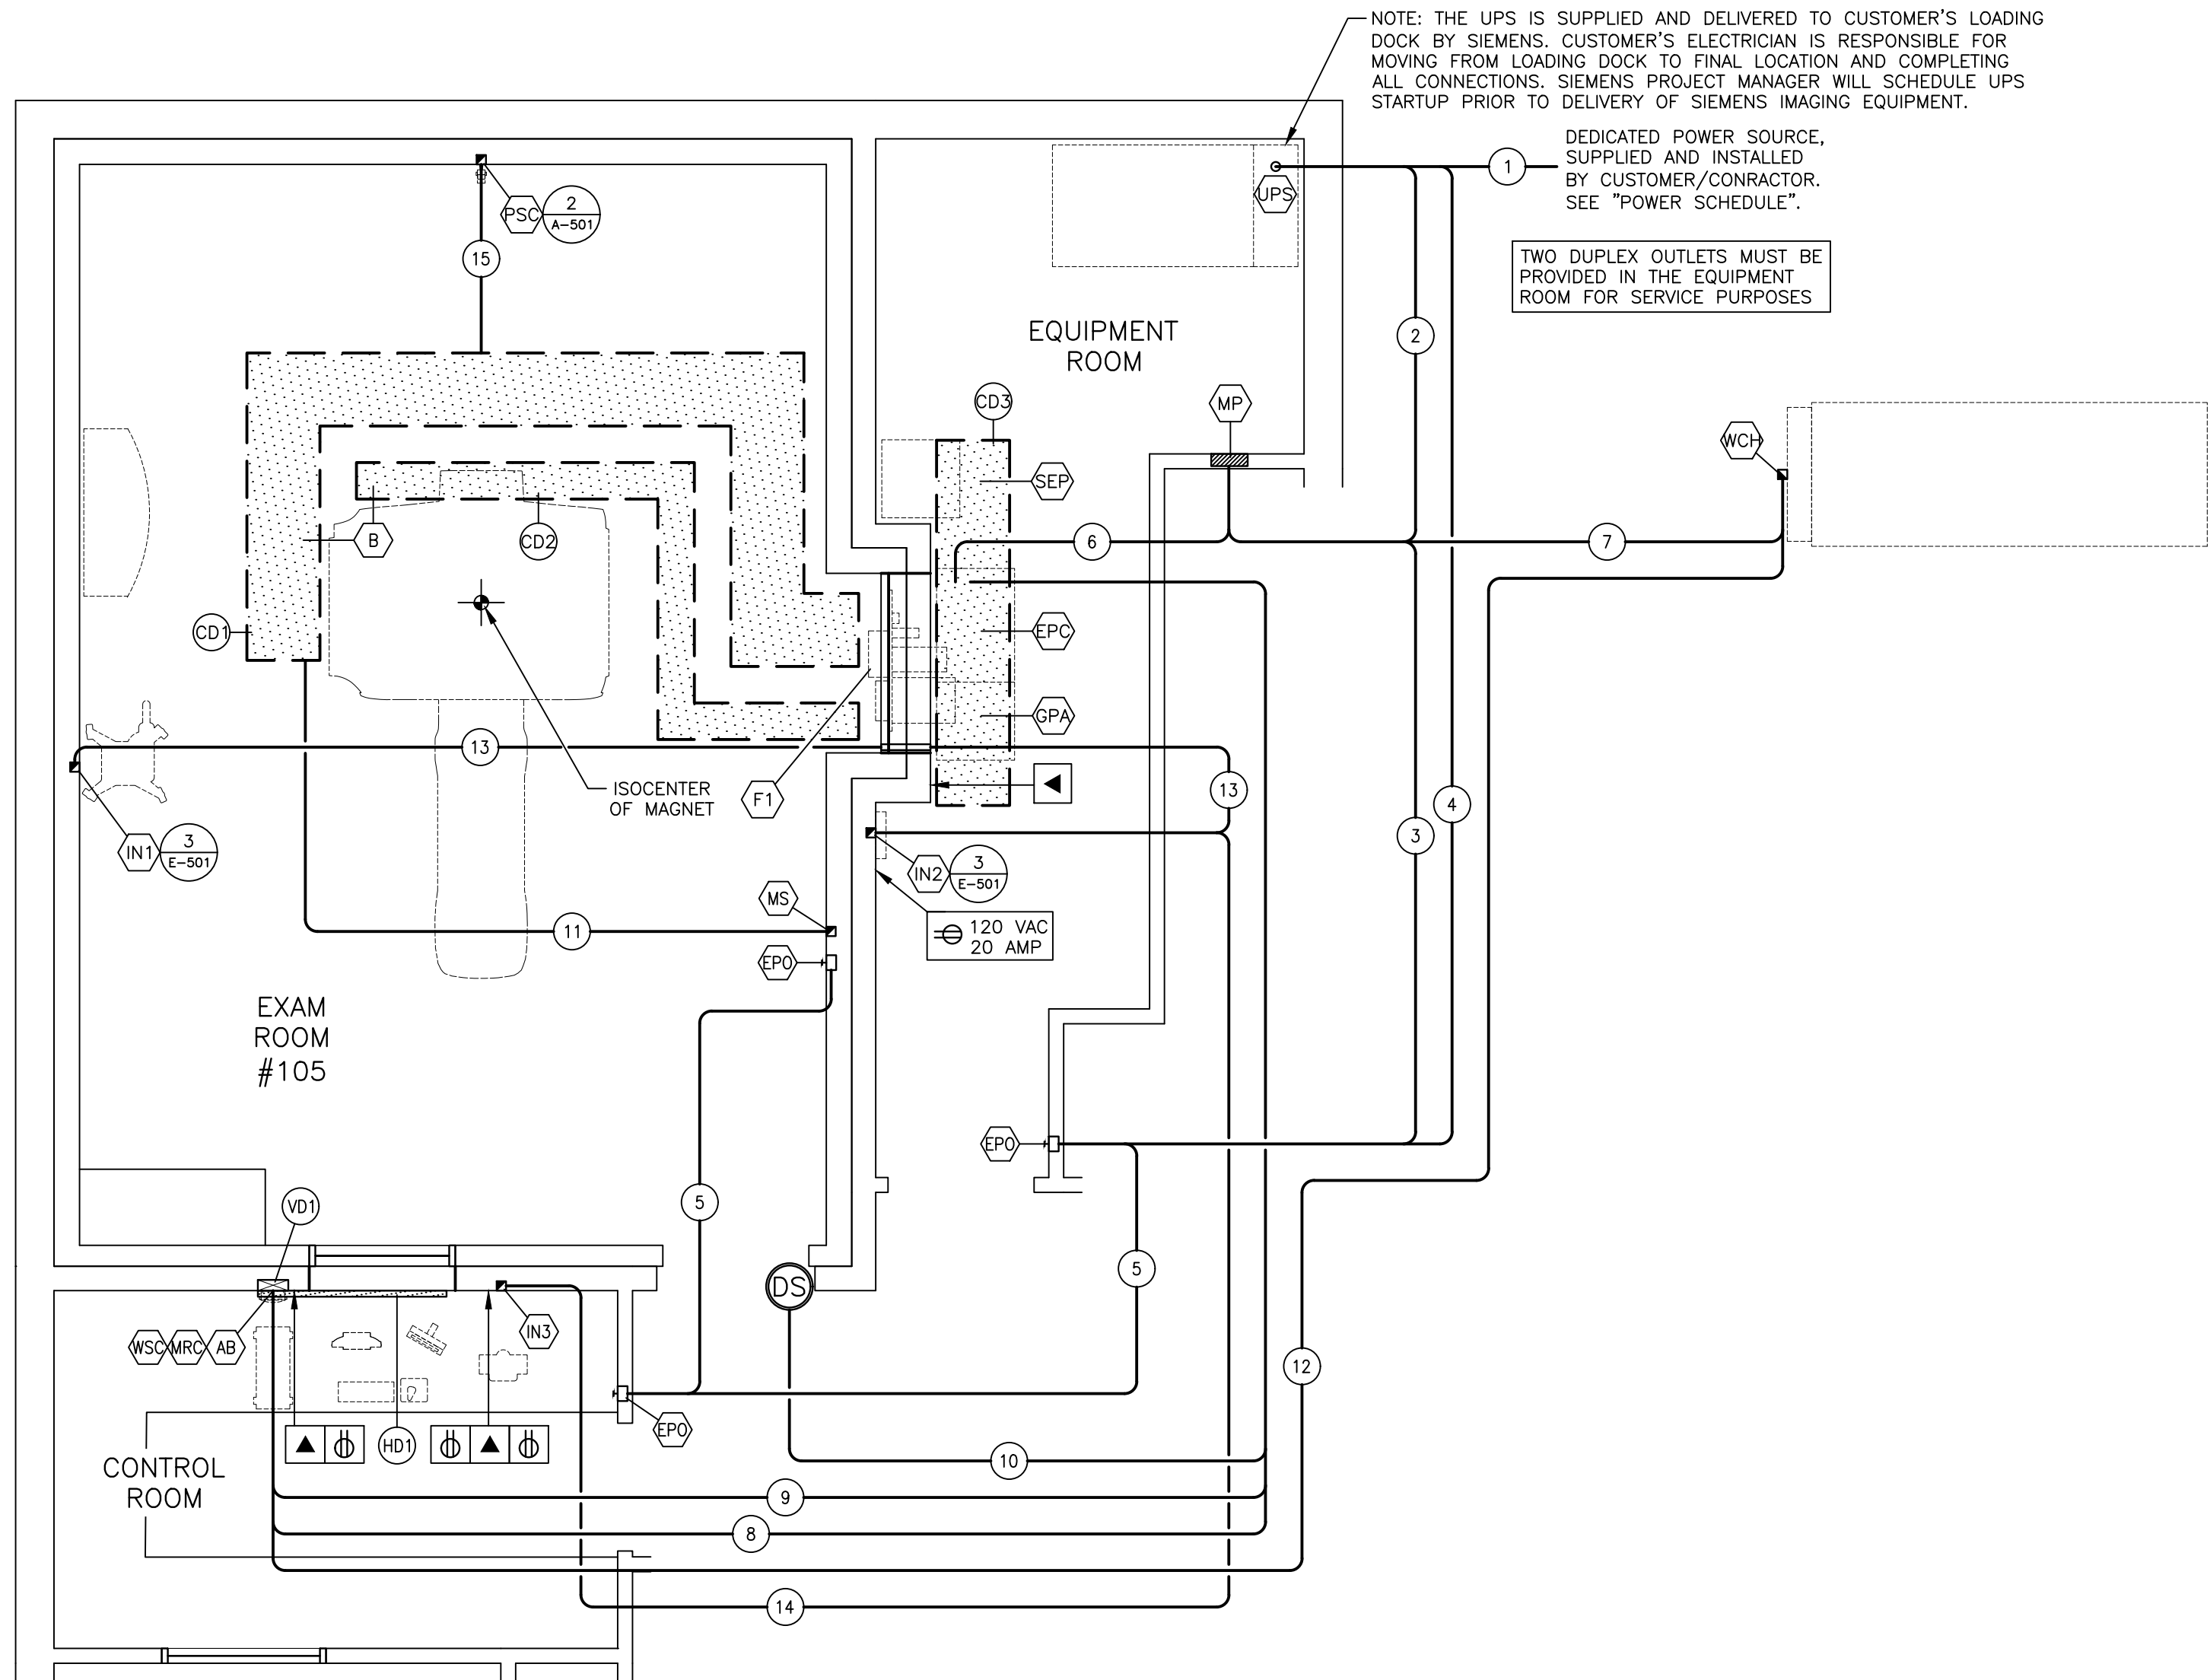 NOTE: THE UPS IS SUPPLIED AND DELIVERED TO CUSTOMER'S LOADING
DOCK BY SIEMENS. CUSTOMER'S ELECTRICIAN IS RESPONSIBLE FOR
MOVING FROM LOADING DOCK TO FINAL LOCATION AND COMPLETING
ALL CONNECTIONS. SIEMENS PROJECT MANAGER WILL SCHEDULE UPS
STARTUP PRIOR TO DELIVERY OF SIEMENS IMAGING EQUIPMENT.
DEDICATED POWER SOURCE,
SUPPLIED AND INSTALLED
BY CUSTOMER/CONRACTOR.
SEE "POWER SCHEDULE".
1
UPS
PSC
2
A-501
15
TWO DUPLEX OUTLETS MUST BE
PROVIDED IN THE EQUIPMENT
ROOM FOR SERVICE PURPOSES
EQUIPMENT
ROOM
2
CD3
MP
WCH
SEP
B
CD2
6
7
CD1
EPC
GPA
13
ISOCENTER
OF MAGNET
F1
13
4
3
IN1
3
E-501
IN2
3
E-501
MS
11
120 VAC
20 AMP
EPO
EXAM
ROOM
#105
EPO
VD1
5
5
DS
WSC
MRC
AB
IN3
12
HD1
EPO
CONTROL
ROOM
10
9
8
14